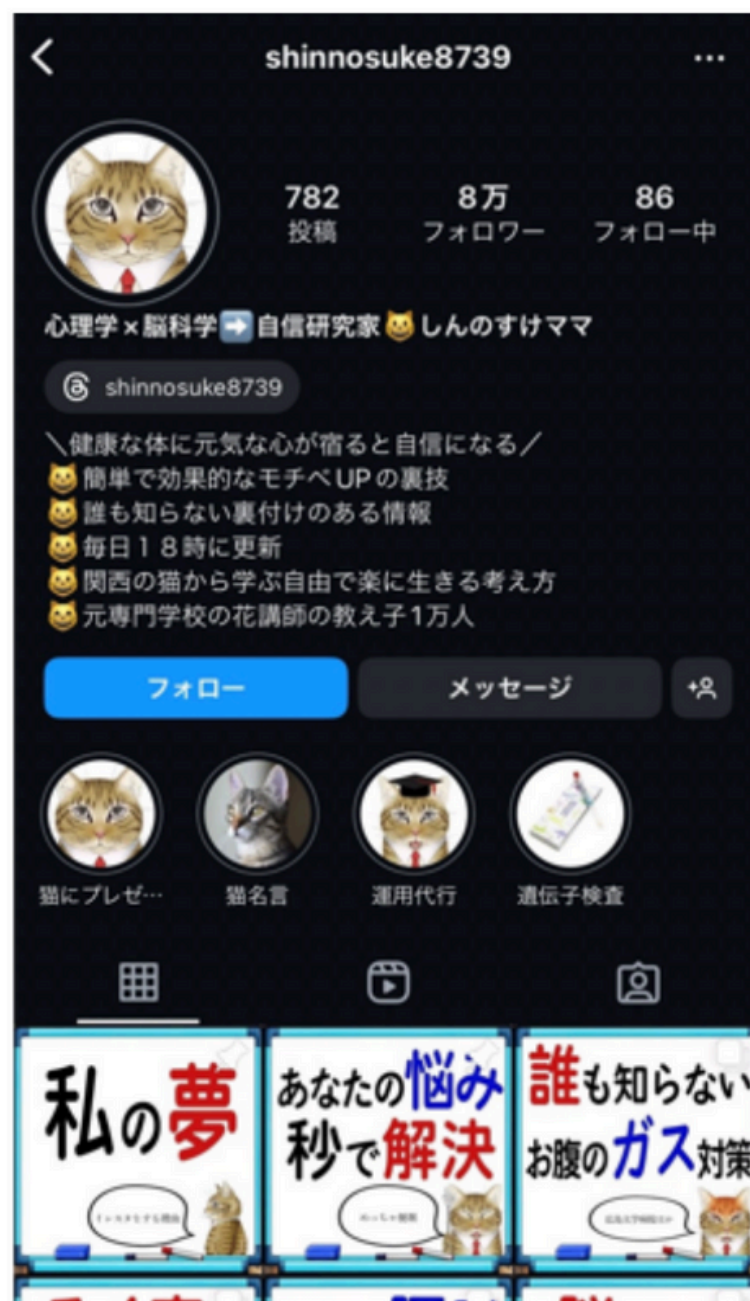 shinnosuke8739
782
8万
86
投稿
フォロワー
フォロー中
心理学×脳科学➡️自信研究家😺しんのすけママ
shinnosuke8739
＼健康な体に元気な心が宿ると自信になる／
😺簡単で効果的なモチベUPの裏技
😺誰も知らない裏付けのある情報
😺毎日１８時に更新
😺関西の猫から学ぶ自由で楽に生きる考え方
😺元専門学校の花講師の教え子1万人
フォロー
メッセージ
猫にプレゼ…
猫名言
運用代行
遺伝子検査
私の夢
あなたの悩み
秒で解決
誰も知らない
お腹のガス対策